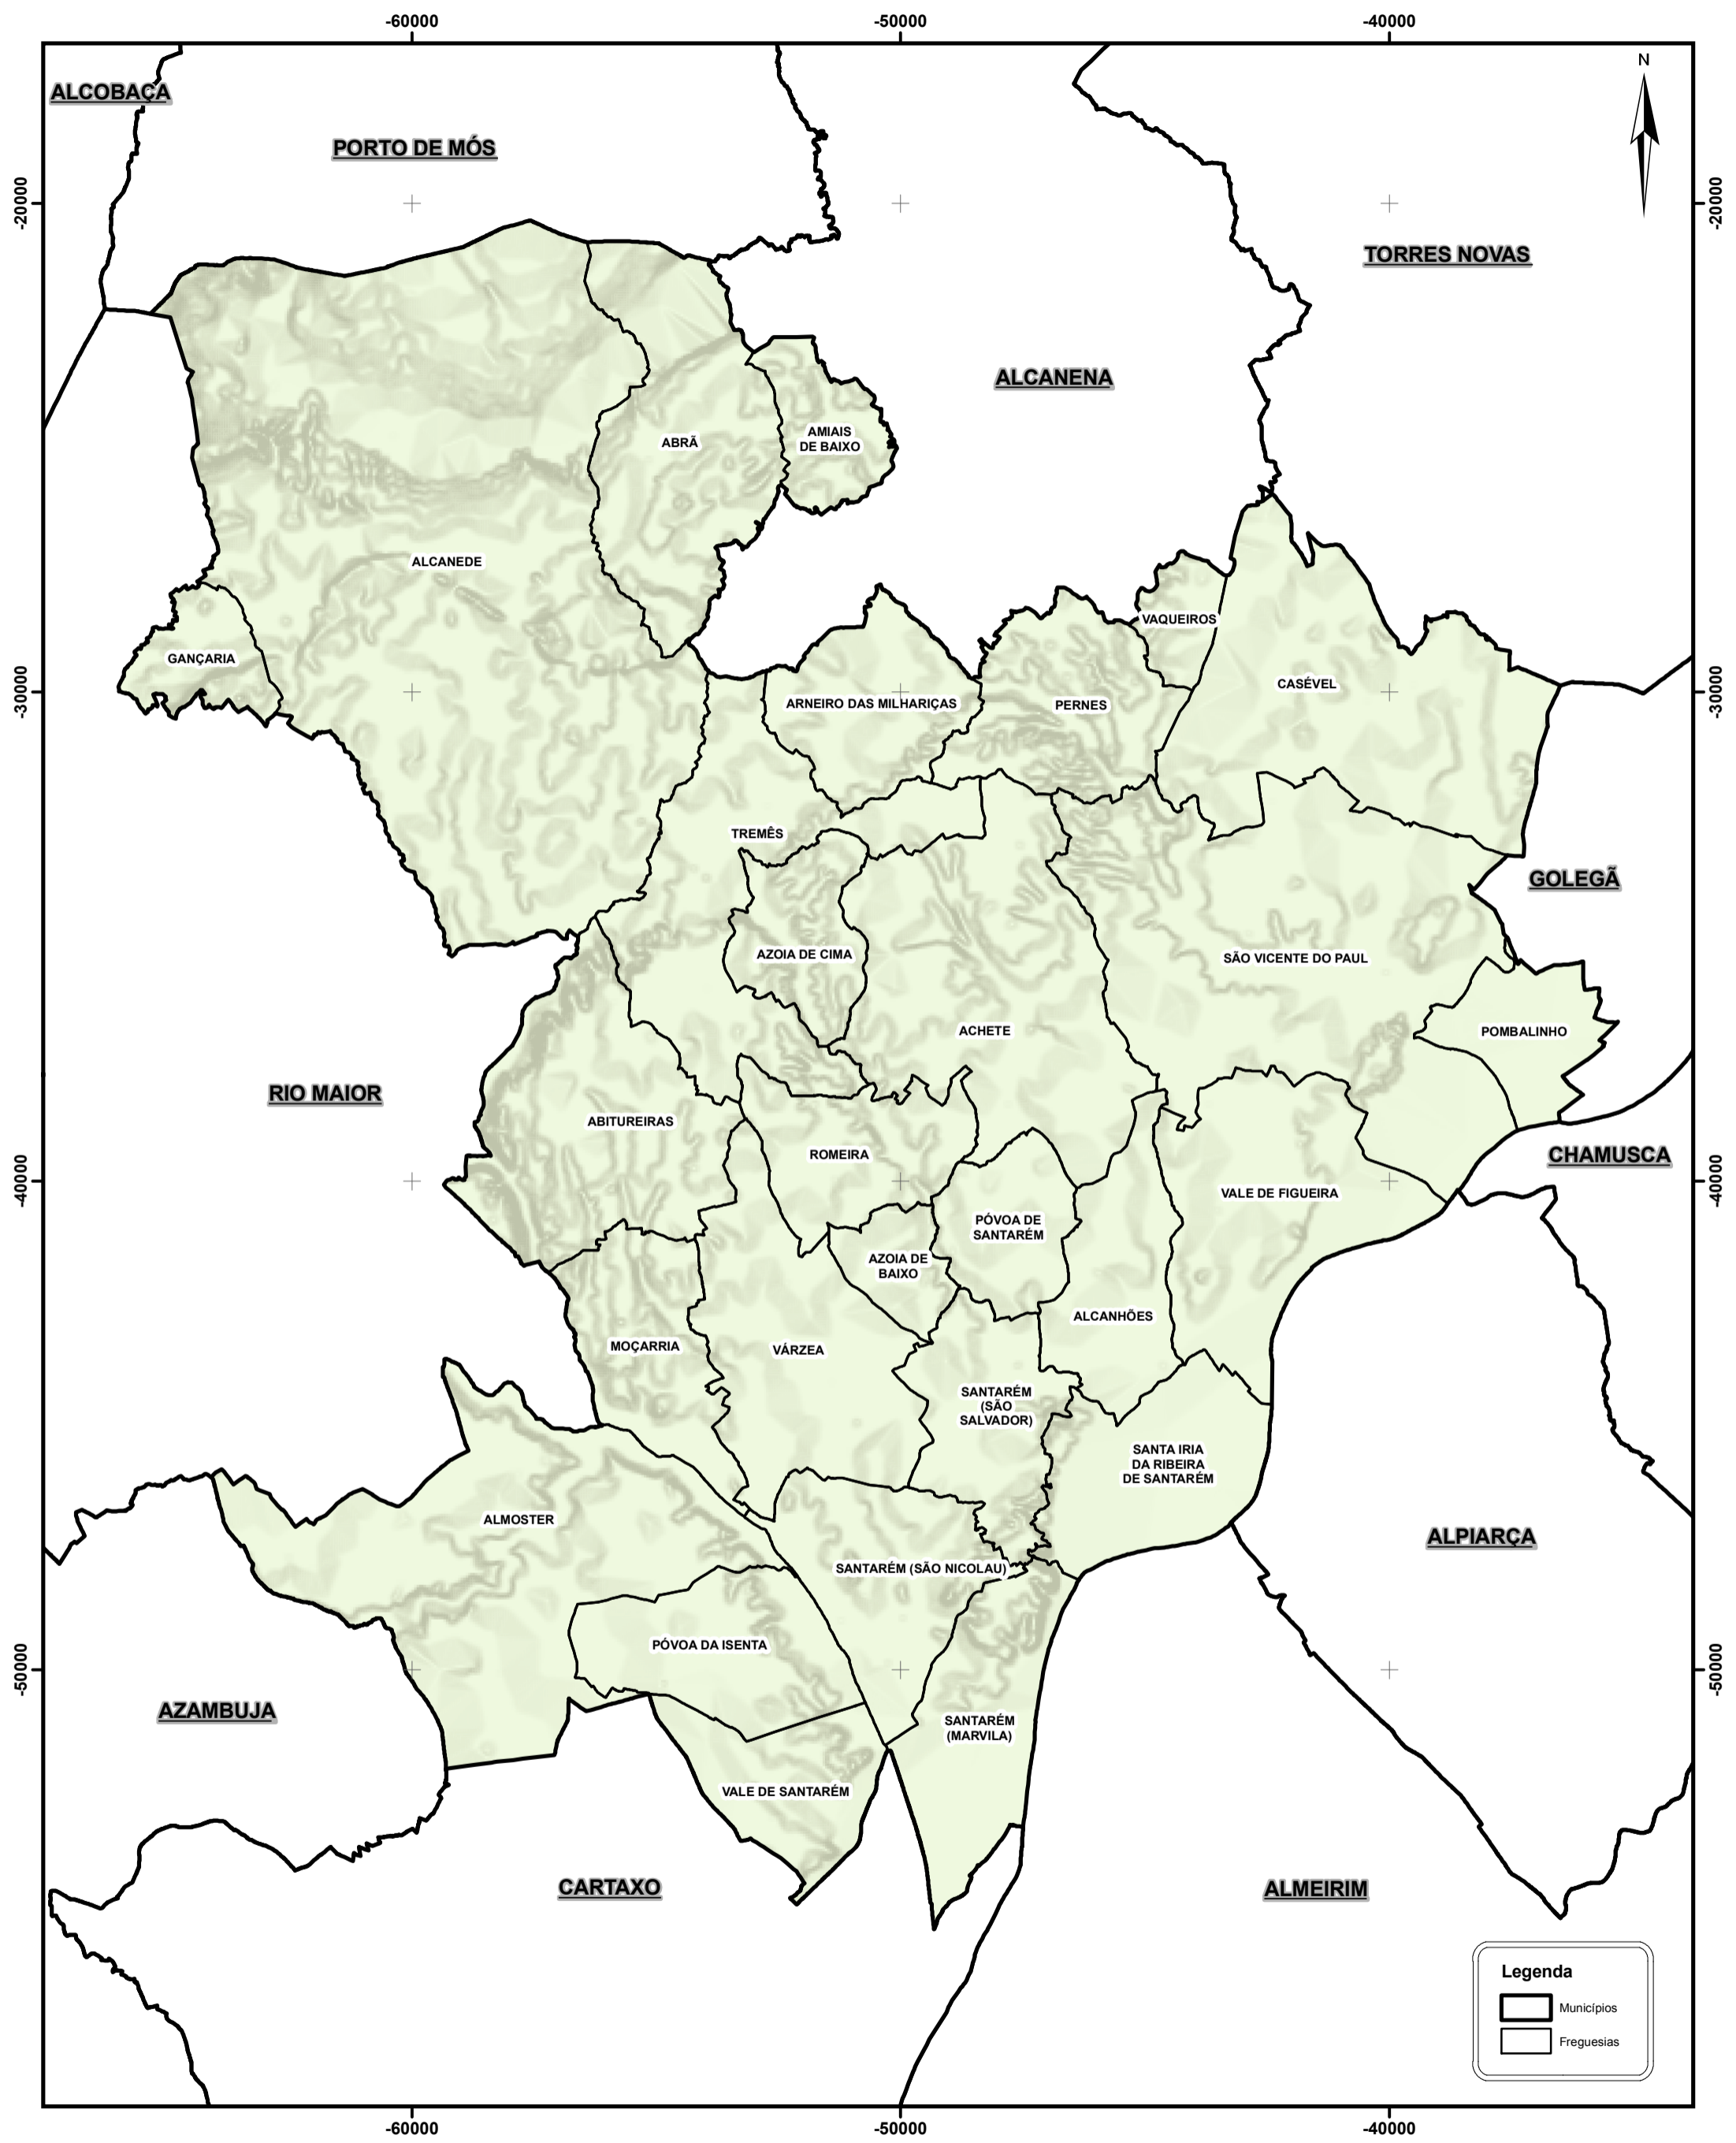 -60000
-50000
-40000
N
ALCOBAÇA
PORTO DE MÓS
-20000
-20000
TORRES NOVAS
ALCANENA
ABRÃ
AMIAIS
DE BAIXO
ALCANEDE
VAQUEIROS
GANÇARIA
CASÉVEL
-30000
-30000
ARNEIRO DAS MILHARIÇAS
PERNES
TREMÊS
GOLEGÃ
AZOIA DE CIMA
SÃO VICENTE DO PAUL
ACHETE
POMBALINHO
RIO MAIOR
ABITUREIRAS
ROMEIRA
CHAMUSCA
-40000
-40000
VALE DE FIGUEIRA
PÓVOA DE
SANTARÉM
AZOIA DE
BAIXO
ALCANHÕES
MOÇARRIA
VÁRZEA
SANTARÉM
(SÃO
SALVADOR)
SANTA IRIA
DA RIBEIRA
DE SANTARÉM
ALMOSTER
ALPIARÇA
SANTARÉM (SÃO NICOLAU)
PÓVOA DA ISENTA
-50000
-50000
AZAMBUJA
SANTARÉM
(MARVILA)
VALE DE SANTARÉM
CARTAXO
ALMEIRIM
Legenda
Municípios
Freguesias
-60000
-50000
-40000